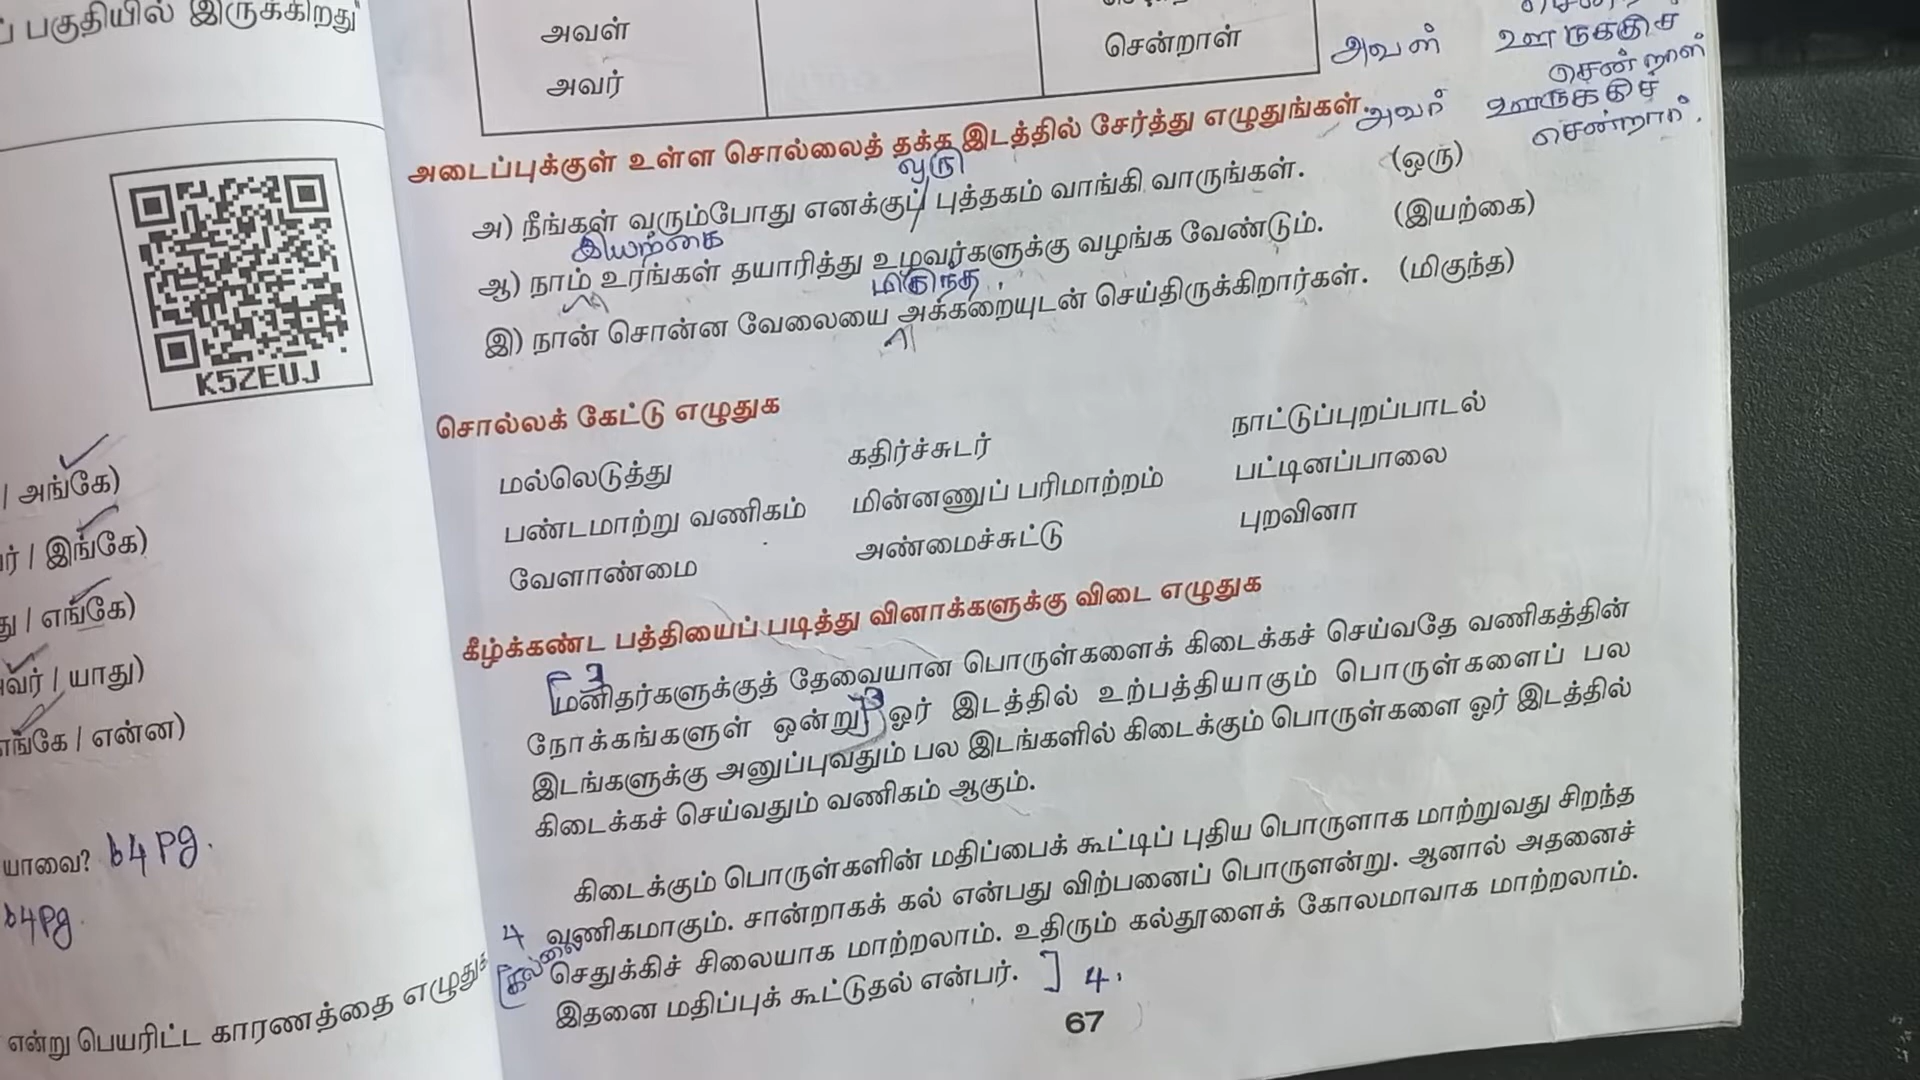 பகுதியில் இருக்கிறது
K5ZEUJ
/ அங்கே)
/ இங்கே)
/ எங்கே)
/ யாது)
எங்கே / என்ன)
யாவை? 64 Pg.
64 Pg.
என்று பெயரிட்ட காரணத்தை எழுதுக
அவள்
அவர்
சென்றாள்
அவள் ஊருக்குச்
சென்றாள்
அவர் ஊருக்குச்
சென்றார்.
அடைப்புக்குள் உள்ள சொல்லைத் தக்க இடத்தில் சேர்த்து எழுதுங்கள்.
ஒரு
அ) நீங்கள் வரும்போது எனக்குப் புத்தகம் வாங்கி வாருங்கள். (ஒரு)
இயற்கை
ஆ) நாம் உரங்கள் தயாரித்து உழவர்களுக்கு வழங்க வேண்டும். (இயற்கை)
மிகுந்த
இ) நான் சொன்ன வேலையை அக்கறையுடன் செய்திருக்கிறார்கள். (மிகுந்த)
சொல்லக் கேட்டு எழுதுக
மல்லெடுத்து கதிர்ச்சுடர் நாட்டுப்புறப்பாடல்
பண்டமாற்று வணிகம் மின்னணுப் பரிமாற்றம் பட்டினப்பாலை
வேளாண்மை அண்மைச்சுட்டு புறவினா
கீழ்க்கண்ட பத்தியைப் படித்து வினாக்களுக்கு விடை எழுதுக
3
மனிதர்களுக்குத் தேவையான பொருள்களைக் கிடைக்கச் செய்வதே வணிகத்தின்
நோக்கங்களுள் ஒன்று 3 ஓர் இடத்தில் உற்பத்தியாகும் பொருள்களைப் பல
இடங்களுக்கு அனுப்புவதும் பல இடங்களில் கிடைக்கும் பொருள்களை ஓர் இடத்தில்
கிடைக்கச் செய்வதும் வணிகம் ஆகும்.
கிடைக்கும் பொருள்களின் மதிப்பைக் கூட்டிப் புதிய பொருளாக மாற்றுவது சிறந்த
4 வணிகமாகும். சான்றாகக் கல் என்பது விற்பனைப் பொருளன்று. ஆனால் அதனைச்
[கல்லை செதுக்கிச் சிலையாக மாற்றலாம். உதிரும் கல்தூளைக் கோலமாவாக மாற்றலாம்.
இதனை மதிப்புக் கூட்டுதல் என்பர். ] 4.
67